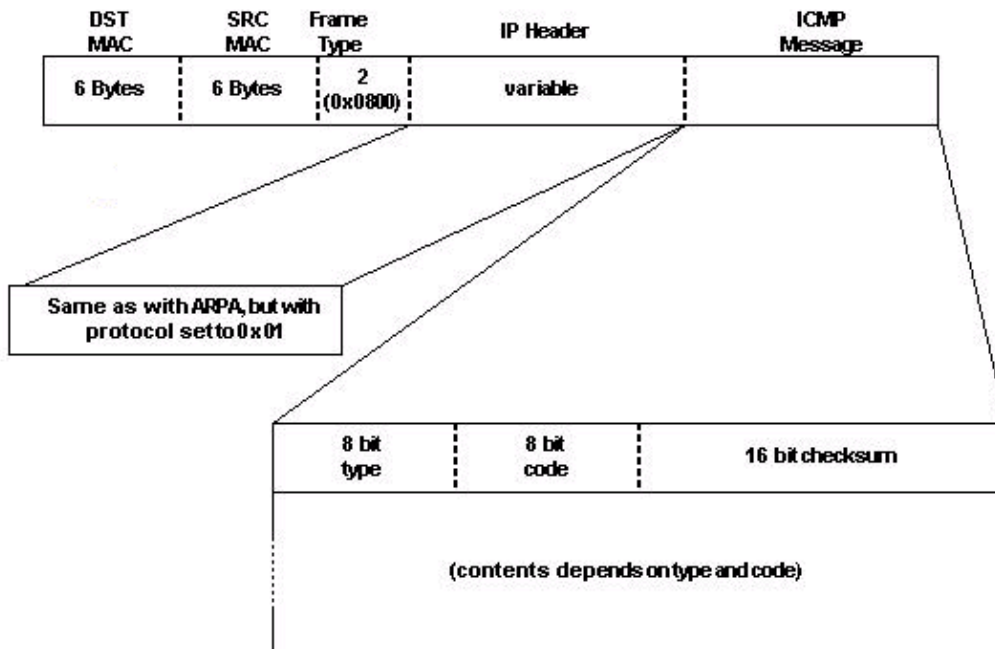 DST MAC
SRC MAC
Frame Type
IP Header
ICMP Message
6 Bytes
6 Bytes
2
(0x0800)
variable
Same as with ARPA, but with
protocol set to 0x01
8 bit
type
8 bit
code
16 bit checksum
(contents depends on type and code)